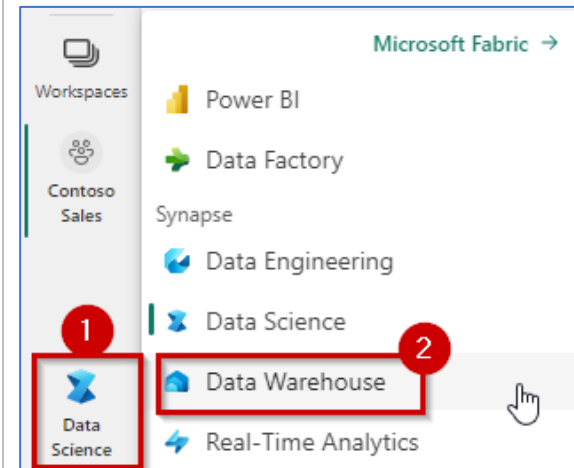 Microsoft Fabric →
Workspaces
Power BI
Data Factory
Contoso
Sales
Synapse
Data Engineering
1
Data Science
2
Data Warehouse
Data
Science
Real-Time Analytics